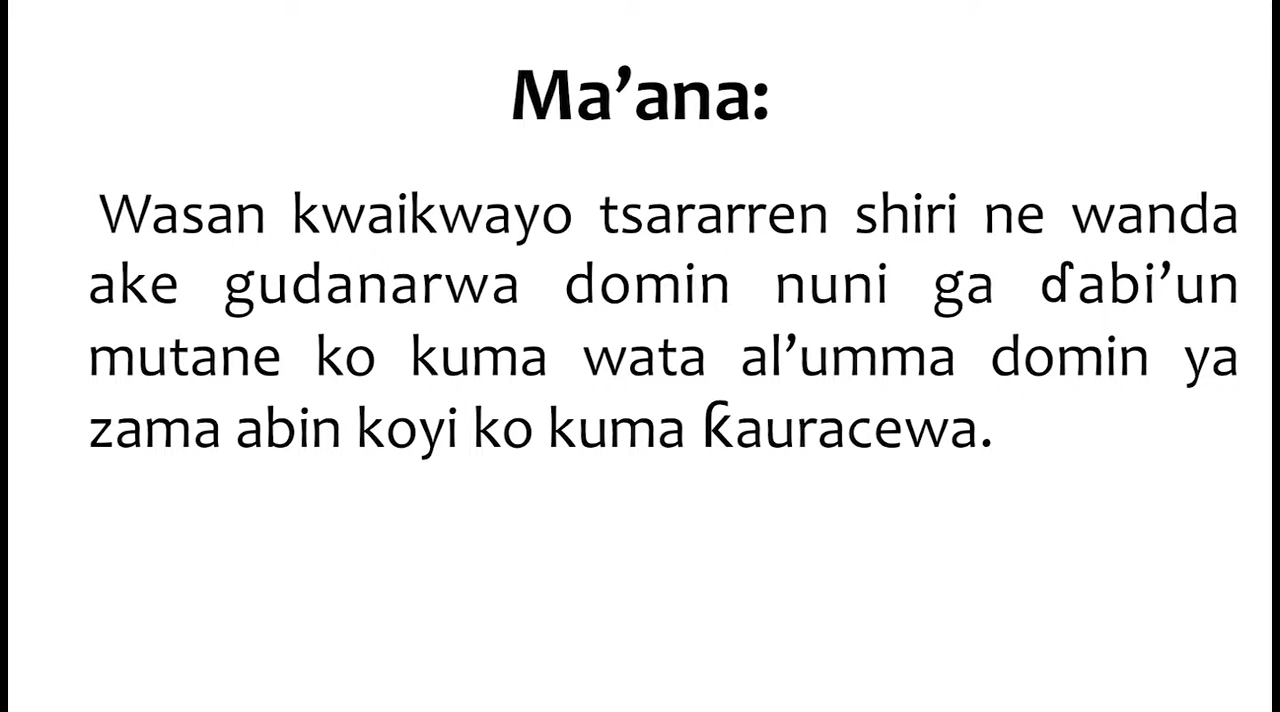 Ma’ana:
Wasan kwaikwayo tsararren shiri ne wanda
ake gudanarwa domin nuni ga ɗabi’un
mutane ko kuma wata al’umma domin ya
zama abin koyi ko kuma ƙauracewa.